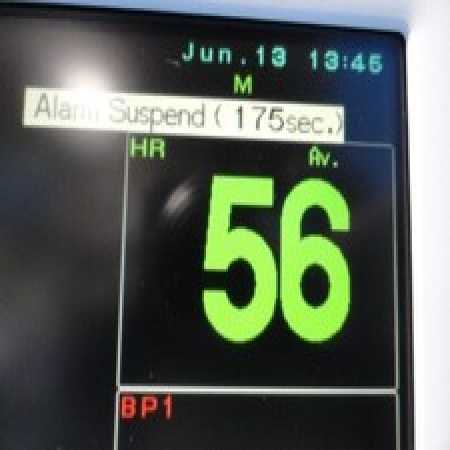 Jun.13 13:45
M
Alarm Suspend (175sec.)
HR Av.
56
BP1